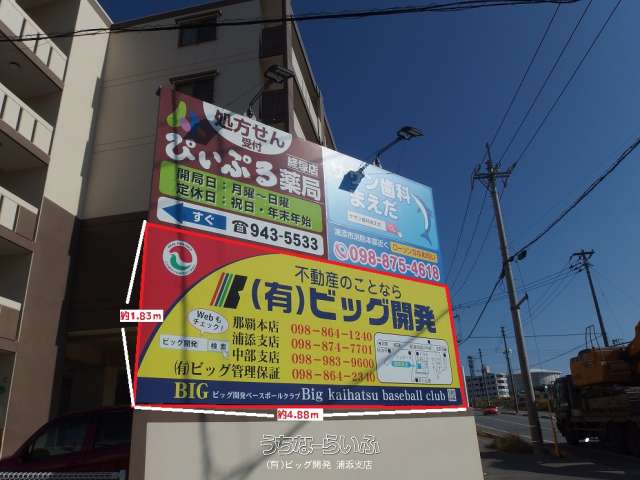 処方せん
受付
ぴぃぷる薬局
経塚店
開局日:月曜~日曜
定休日:祝日・年末年始
すぐ
☎943-5533
ン歯科
まえだ
098-875-4618
不動産のことなら
(有)ビッグ開発
Webも
チェック!
ビッグ開発 検索
那覇本店 098-864-1240
浦添支店 098-874-7701
中部支店 098-983-9600
(有)ビッグ管理保証 098-864-2340
BIG ビッグ開発ベースボールクラブ Big kaihatsu baseball club
約1.83m
約4.88m
うちなーらいふ
(有)ビッグ開発 浦添支店